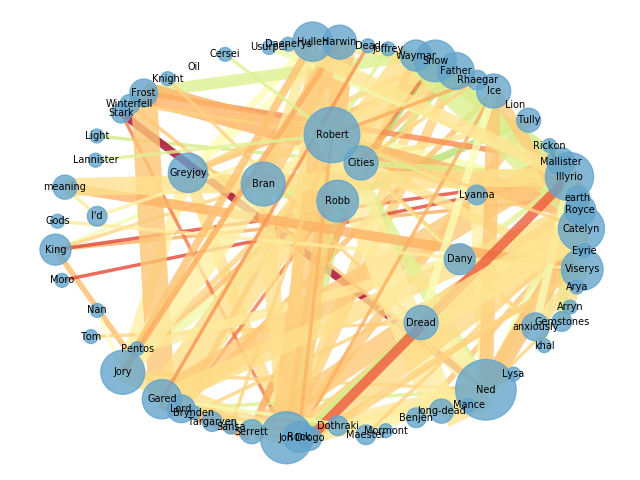 Hullen
Harwin
Daenerys
Usurper
Dead
Joffrey
Cersei
Waymar
Snow
Father
Oil
Rhaegar
Knight
Ice
Frost
Winterfell
Stark
Lion
Tully
Light
Robert
Rickon
Lannister
Cities
Mallister
Greyjoy
Illyrio
meaning
Bran
Lyanna
earth
Robb
Royce
I'd
Gods
Catelyn
King
Eyrie
Dany
Viserys
Moro
Arya
Nan
Arryn
Dread
Gemstones
anxiously
Tom
khal
Pentos
Jory
Lysa
Ned
Gared
Mance
Lord
long-dead
Brynden
Benjen
Targaryen
Sansa
Dothraki
Serrett
Mormont
Maester
Jon
Rock
Drogo